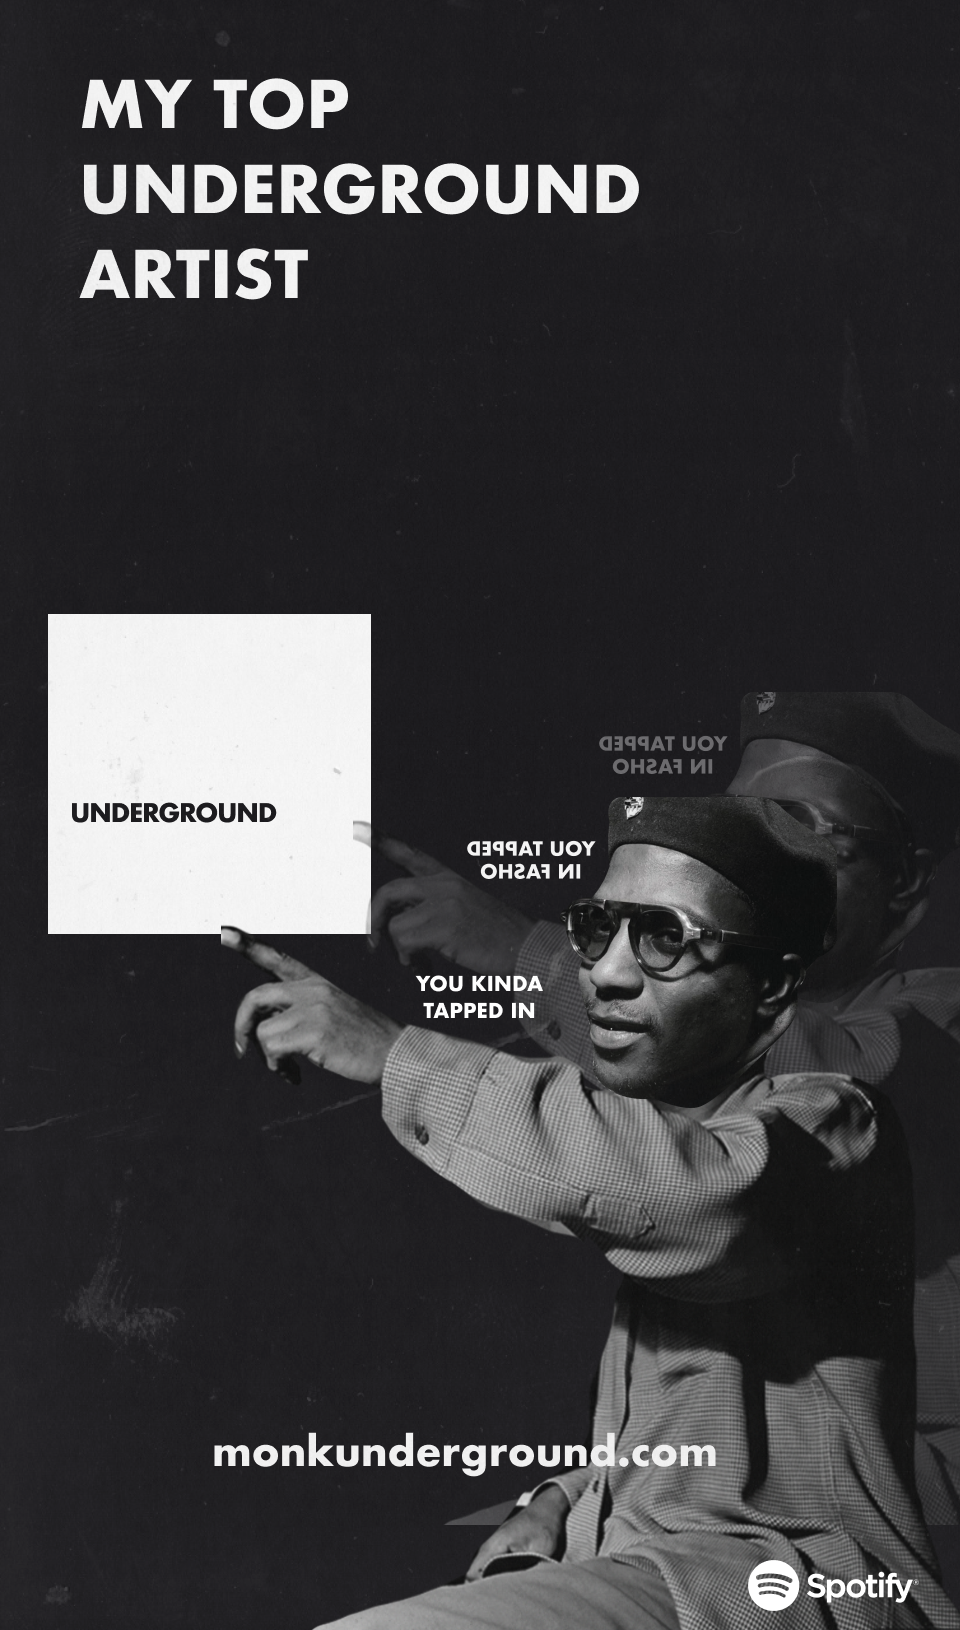 MY TOP
UNDERGROUND
ARTIST
UNDERGROUND
YOU TAPPED
IN FASHO
YOU TAPPED
IN FASHO
YOU KINDA
TAPPED IN
monkunderground.com
Spotify